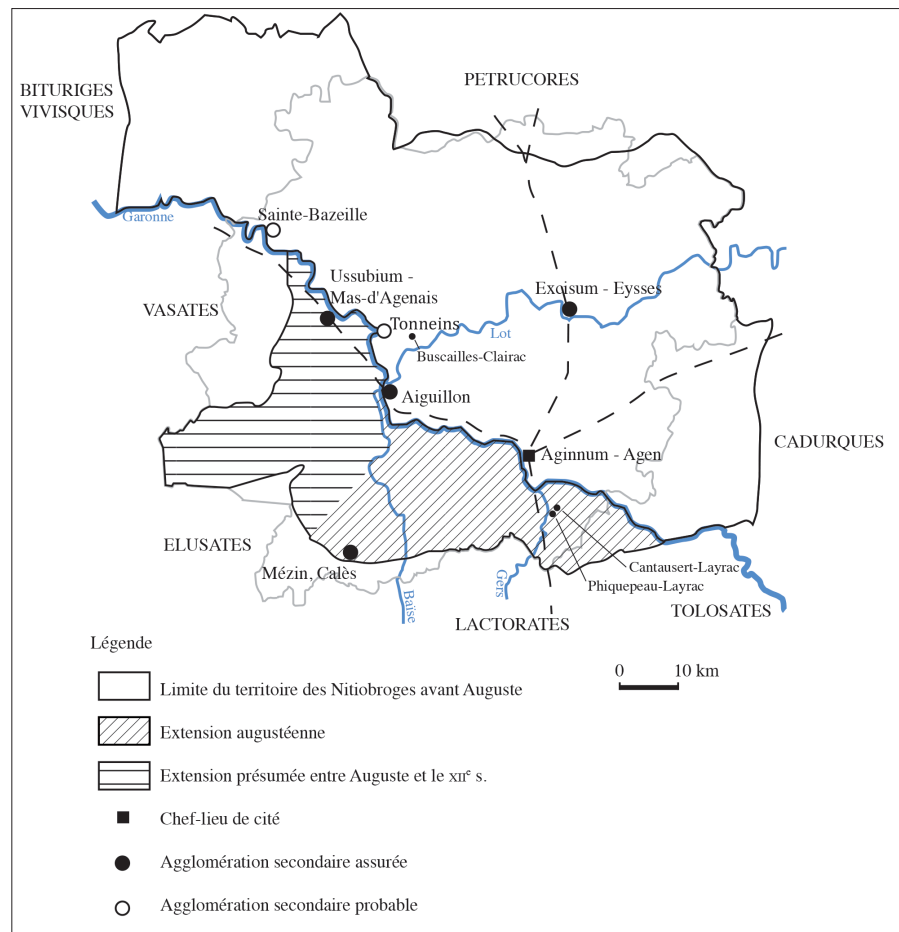 PETRUCORES
BITURIGES
VIVISQUES
Garonne
Sainte-Bazeille
Ussubium -
Mas-d'Agenais
VASATES
Excisum - Eysses
Tonneins
Lot
Buscailles-Clairac
Aiguillon
CADURQUES
Aginnum - Agen
ELUSATES
Mézin, Calès
Cantausert-Layrac
Phiquepeau-Layrac
Gers
Baïse
TOLOSATES
LACTORATES
Légende
0 10 km
Limite du territoire des Nitiobroges avant Auguste
Extension augustéenne
Extension présumée entre Auguste et le XIIe s.
Chef-lieu de cité
Agglomération secondaire assurée
Agglomération secondaire probable